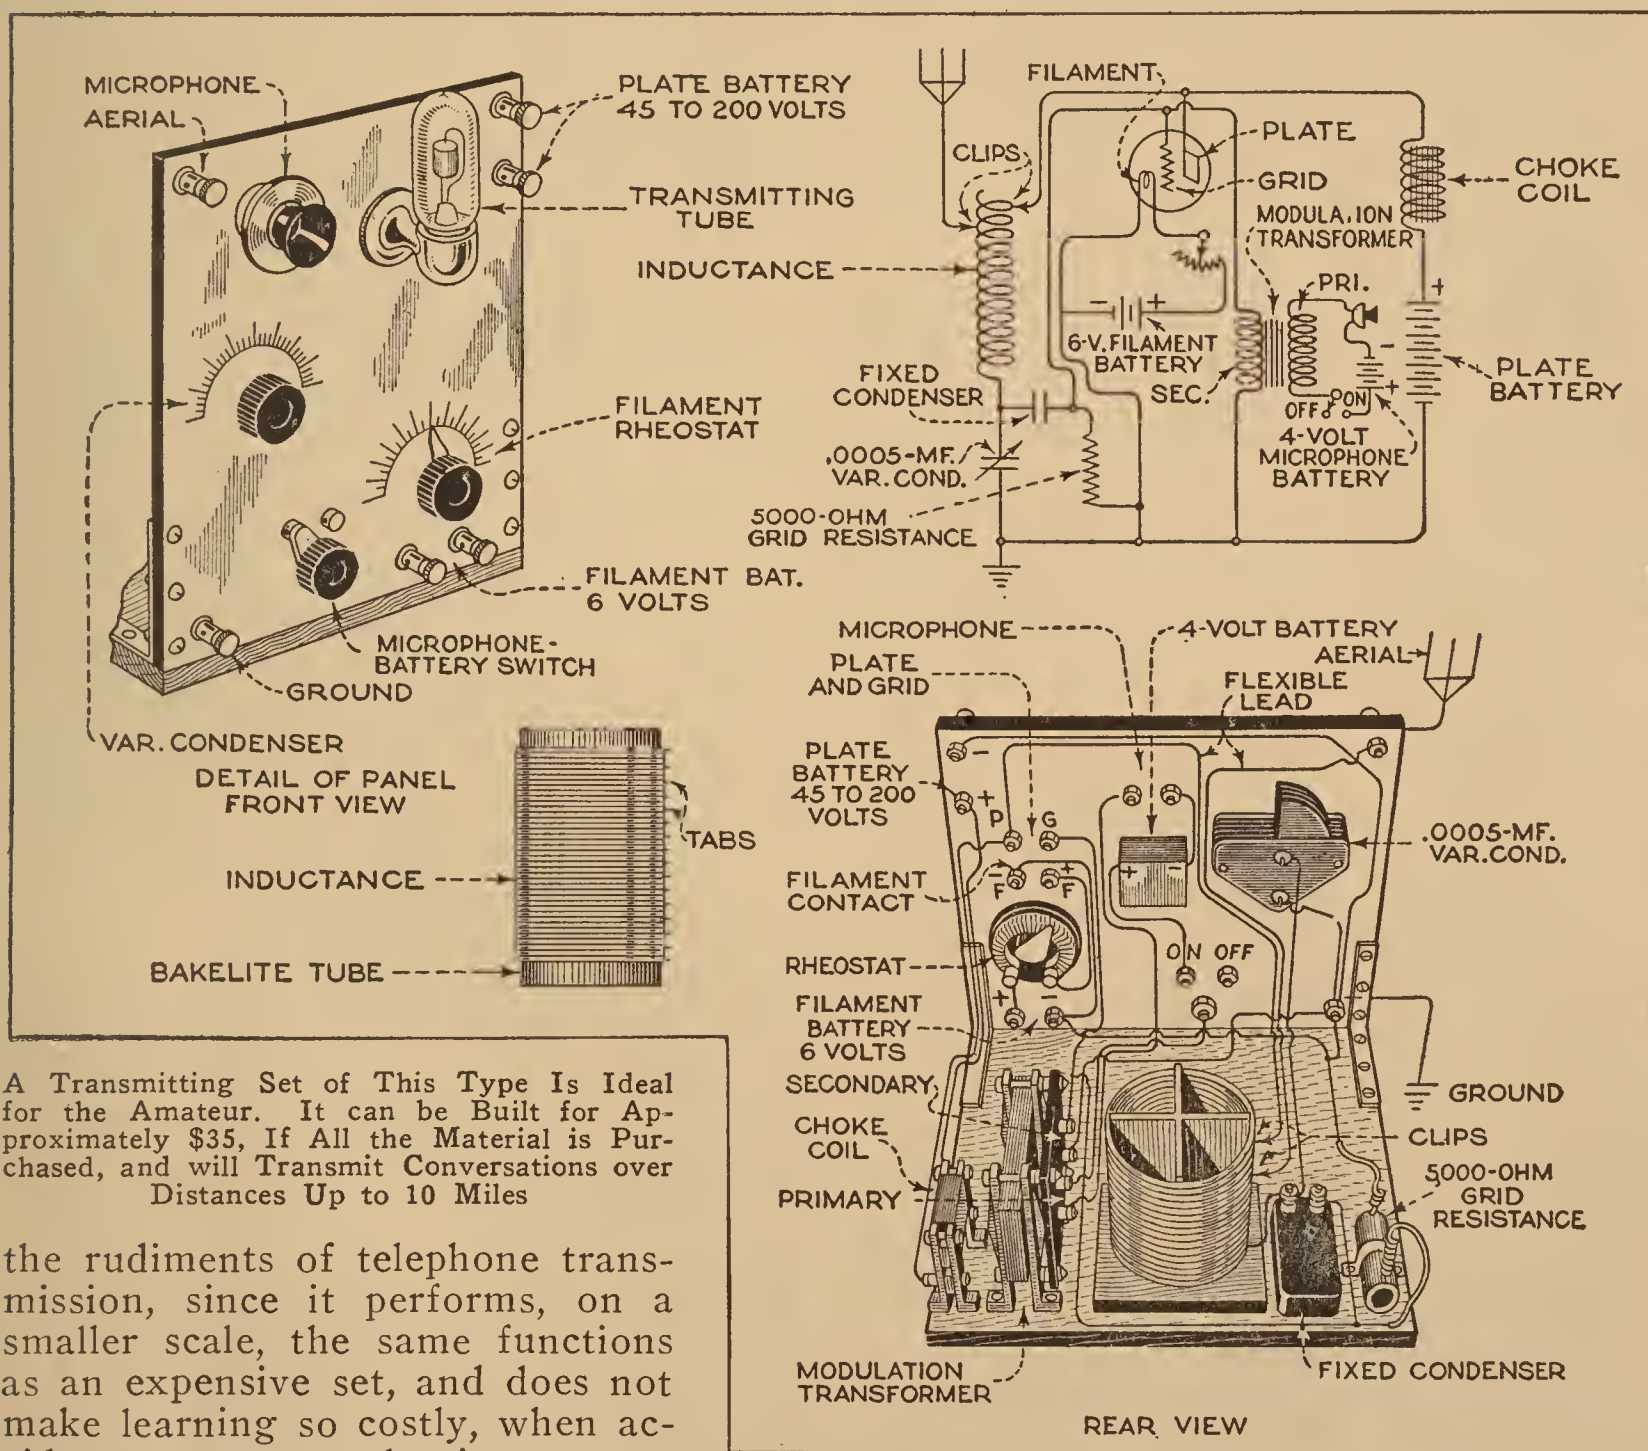 MICROPHONE
AERIAL
PLATE BATTERY
45 TO 200 VOLTS
TRANSMITTING
TUBE
INDUCTANCE
FILAMENT
RHEOSTAT
FILAMENT BAT.
6 VOLTS
MICROPHONE-
BATTERY SWITCH
GROUND
VAR. CONDENSER
DETAIL OF PANEL
FRONT VIEW
TABS
INDUCTANCE
BAKELITE TUBE
FILAMENT
PLATE
CLIPS
GRID
CHOKE
COIL
MODULA.ION
TRANSFORMER
PRI.
+
- +
6-V. FILAMENT
BATTERY
-
FIXED
CONDENSER
SEC.
+
PLATE
BATTERY
OFF ON
4-VOLT
MICROPHONE
BATTERY
.0005-MF.
VAR. COND.
5000-OHM
GRID RESISTANCE
MICROPHONE
4-VOLT BATTERY
AERIAL
PLATE
AND GRID
FLEXIBLE
LEAD
PLATE
BATTERY
45 TO 200
VOLTS
-
+
P G
.0005-MF.
VAR. COND.
FILAMENT
CONTACT
- +
F F
+ -
RHEOSTAT
ON OFF
FILAMENT
BATTERY
6 VOLTS
+ -
SECONDARY
GROUND
CHOKE
COIL
CLIPS
PRIMARY
5000-OHM
GRID
RESISTANCE
MODULATION
TRANSFORMER
FIXED CONDENSER
REAR VIEW
A Transmitting Set of This Type Is Ideal
for the Amateur. It can be Built for Ap-
proximately $35, If All the Material is Pur-
chased, and will Transmit Conversations over
Distances Up to 10 Miles
the rudiments of telephone trans-
mission, since it performs, on a
smaller scale, the same functions
as an expensive set, and does not
make learning so costly, when ac-